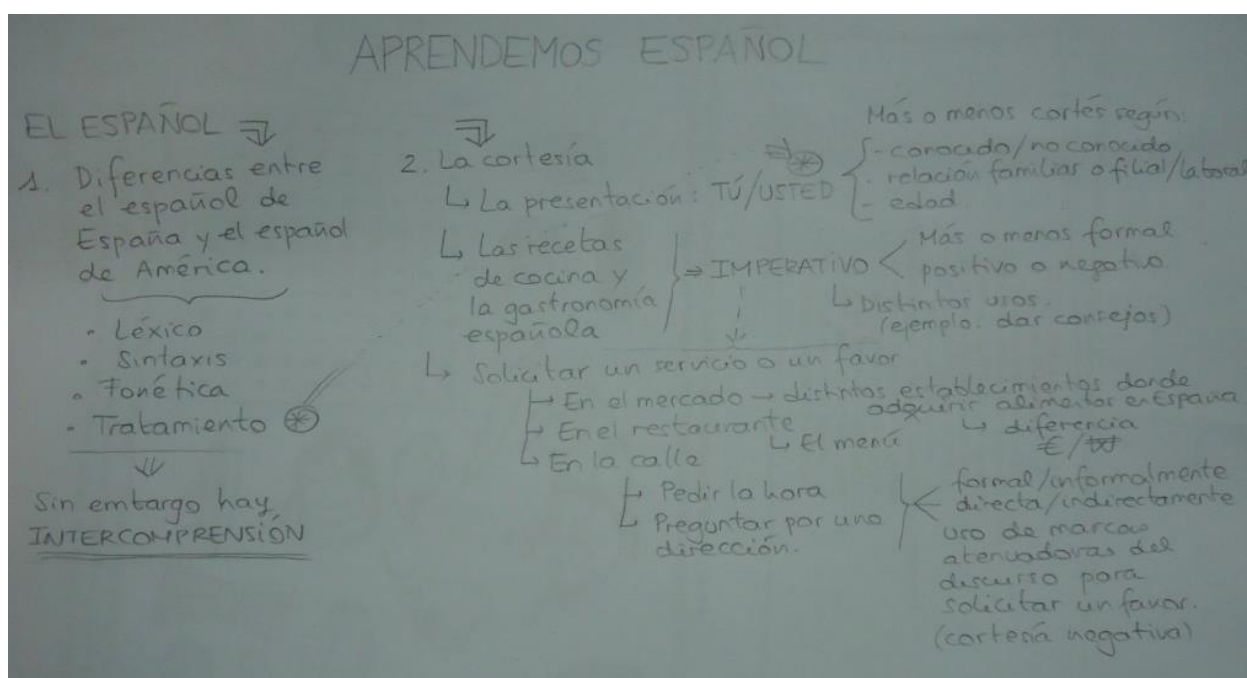 APRENDEMOS ESPAÑOL
EL ESPAÑOL
1. Diferencias entre
el español de
España y el español
de América.
- Léxico
- Sintaxis
- Fonética
- Tratamiento
Sin embargo hay
INTERCOMPRENSIÓN
2. La cortesía
La presentación: TÚ/USTED
Más o menos cortés según:
- conocido/no conocido
- relación familiar o filial/laboral
- edad
Las recetas
de cocina y
la gastronomía
española
⇒ IMPERATIVO
Más o menos formal
positivo o negativo.
Distintos usos.
(ejemplo. dar consejos)
Solicitar un servicio o un favor
En el mercado → distintos establecimientos donde
adquirir alimentos en España
diferencia
€/
En el restaurante
El menú
En la calle
Pedir la hora
Preguntar por una
dirección.
formal/informalmente
directa/indirectamente
uso de marcas
atenuadoras del
discurso para
solicitar un favor.
(cortesía negativa)